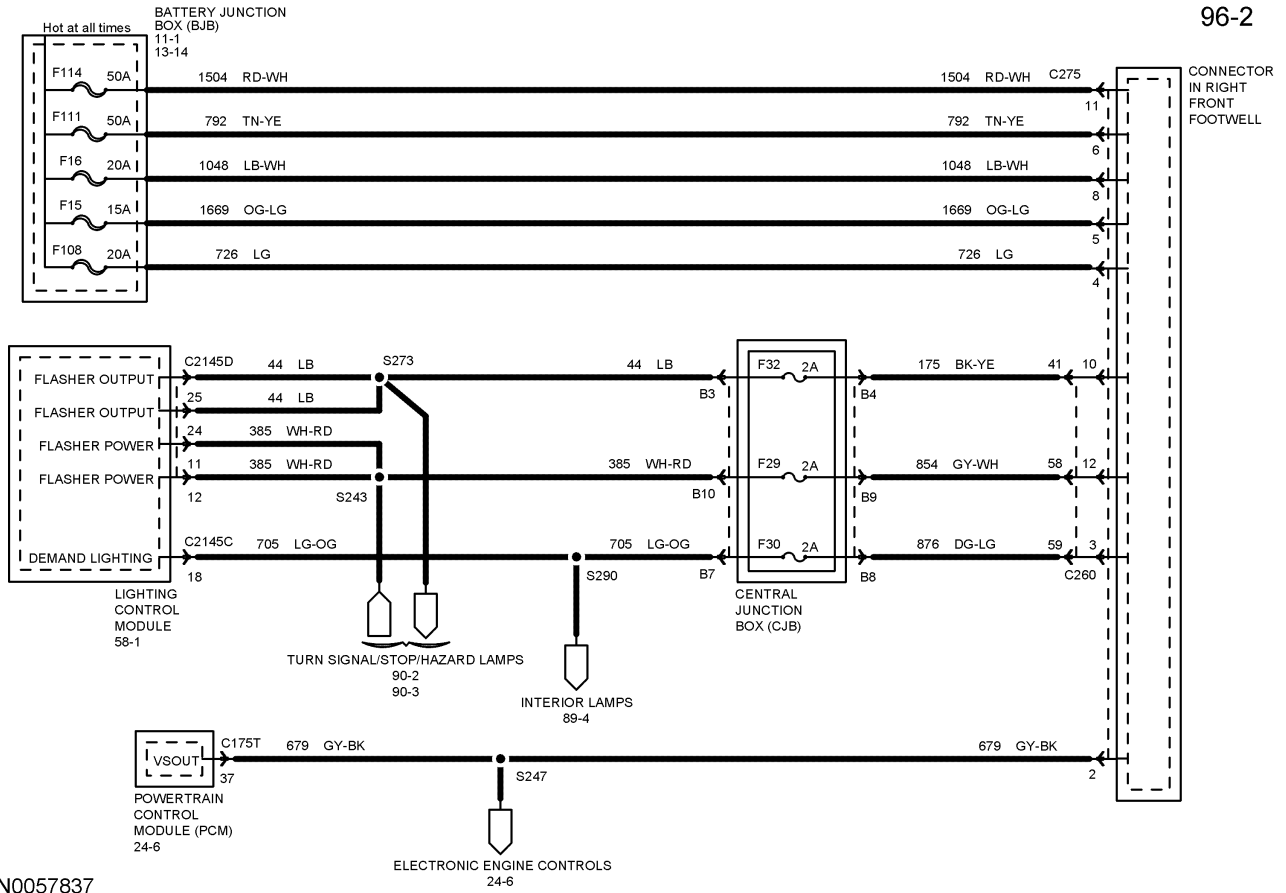 96-2
BATTERY JUNCTION
BOX (BJB)
11-1
13-14
Hot at all times
F114 50A 1504 RD-WH 1504 RD-WH C275 11
F111 50A 792 TN-YE 792 TN-YE 6
F16 20A 1048 LB-WH 1048 LB-WH 8
F15 15A 1669 OG-LG 1669 OG-LG 5
F108 20A 726 LG 726 LG 4
CONNECTOR
IN RIGHT
FRONT
FOOTWELL
FLASHER OUTPUT C2145D 44 LB S273 44 LB B3 F32 2A B4 175 BK-YE 41 10
FLASHER OUTPUT 25 44 LB
FLASHER POWER 24 385 WH-RD
FLASHER POWER 11 385 WH-RD 385 WH-RD B10 F29 2A B9 854 GY-WH 58 12
12 S243
DEMAND LIGHTING C2145C 705 LG-OG 705 LG-OG B7 F30 2A B8 876 DG-LG 59 3
18 S290 C260
LIGHTING
CONTROL
MODULE
58-1
CENTRAL
JUNCTION
BOX (CJB)
TURN SIGNAL/STOP/HAZARD LAMPS
90-2
90-3
INTERIOR LAMPS
89-4
VSOUT C175T 679 GY-BK 679 GY-BK
37 S247 2
POWERTRAIN
CONTROL
MODULE (PCM)
24-6
ELECTRONIC ENGINE CONTROLS
24-6
N0057837